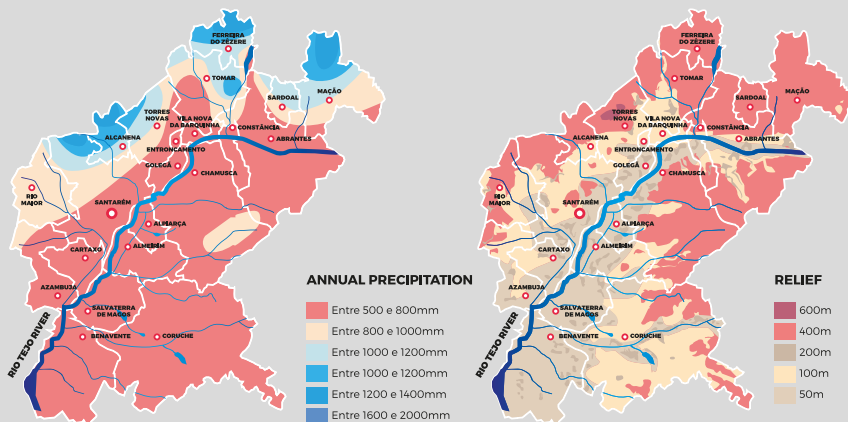 FERREIRA
DO ZÊZERE
TOMAR
SARDOAL
MAÇÃO
TORRES
NOVAS
VILA NOVA
DA BARQUINHA
CONSTÂNCIA
ALCANENA
ABRANTES
ENTRONCAMENTO
GOLEGÃ
CHAMUSCA
RIO
MAIOR
SANTARÉM
ALPIARÇA
CARTAXO
ALMEIRIM
AZAMBUJA
SALVATERRA
DE MAGOS
BENAVENTE
CORUCHE
RIO TEJO RIVER
ANNUAL PRECIPITATION
Entre 500 e 800mm
Entre 800 e 1000mm
Entre 1000 e 1200mm
Entre 1000 e 1200mm
Entre 1200 e 1400mm
Entre 1600 e 2000mm
FERREIRA
DO ZÊZERE
TOMAR
SARDOAL
MAÇÃO
TORRES
NOVAS
VILA NOVA
DA BARQUINHA
CONSTÂNCIA
ALCANENA
ABRANTES
ENTRONCAMENTO
GOLEGÃ
CHAMUSCA
RIO
MAIOR
SANTARÉM
ALPIARÇA
CARTAXO
ALMEIRIM
AZAMBUJA
SALVATERRA
DE MAGOS
BENAVENTE
CORUCHE
RIO TEJO RIVER
RELIEF
600m
400m
200m
100m
50m